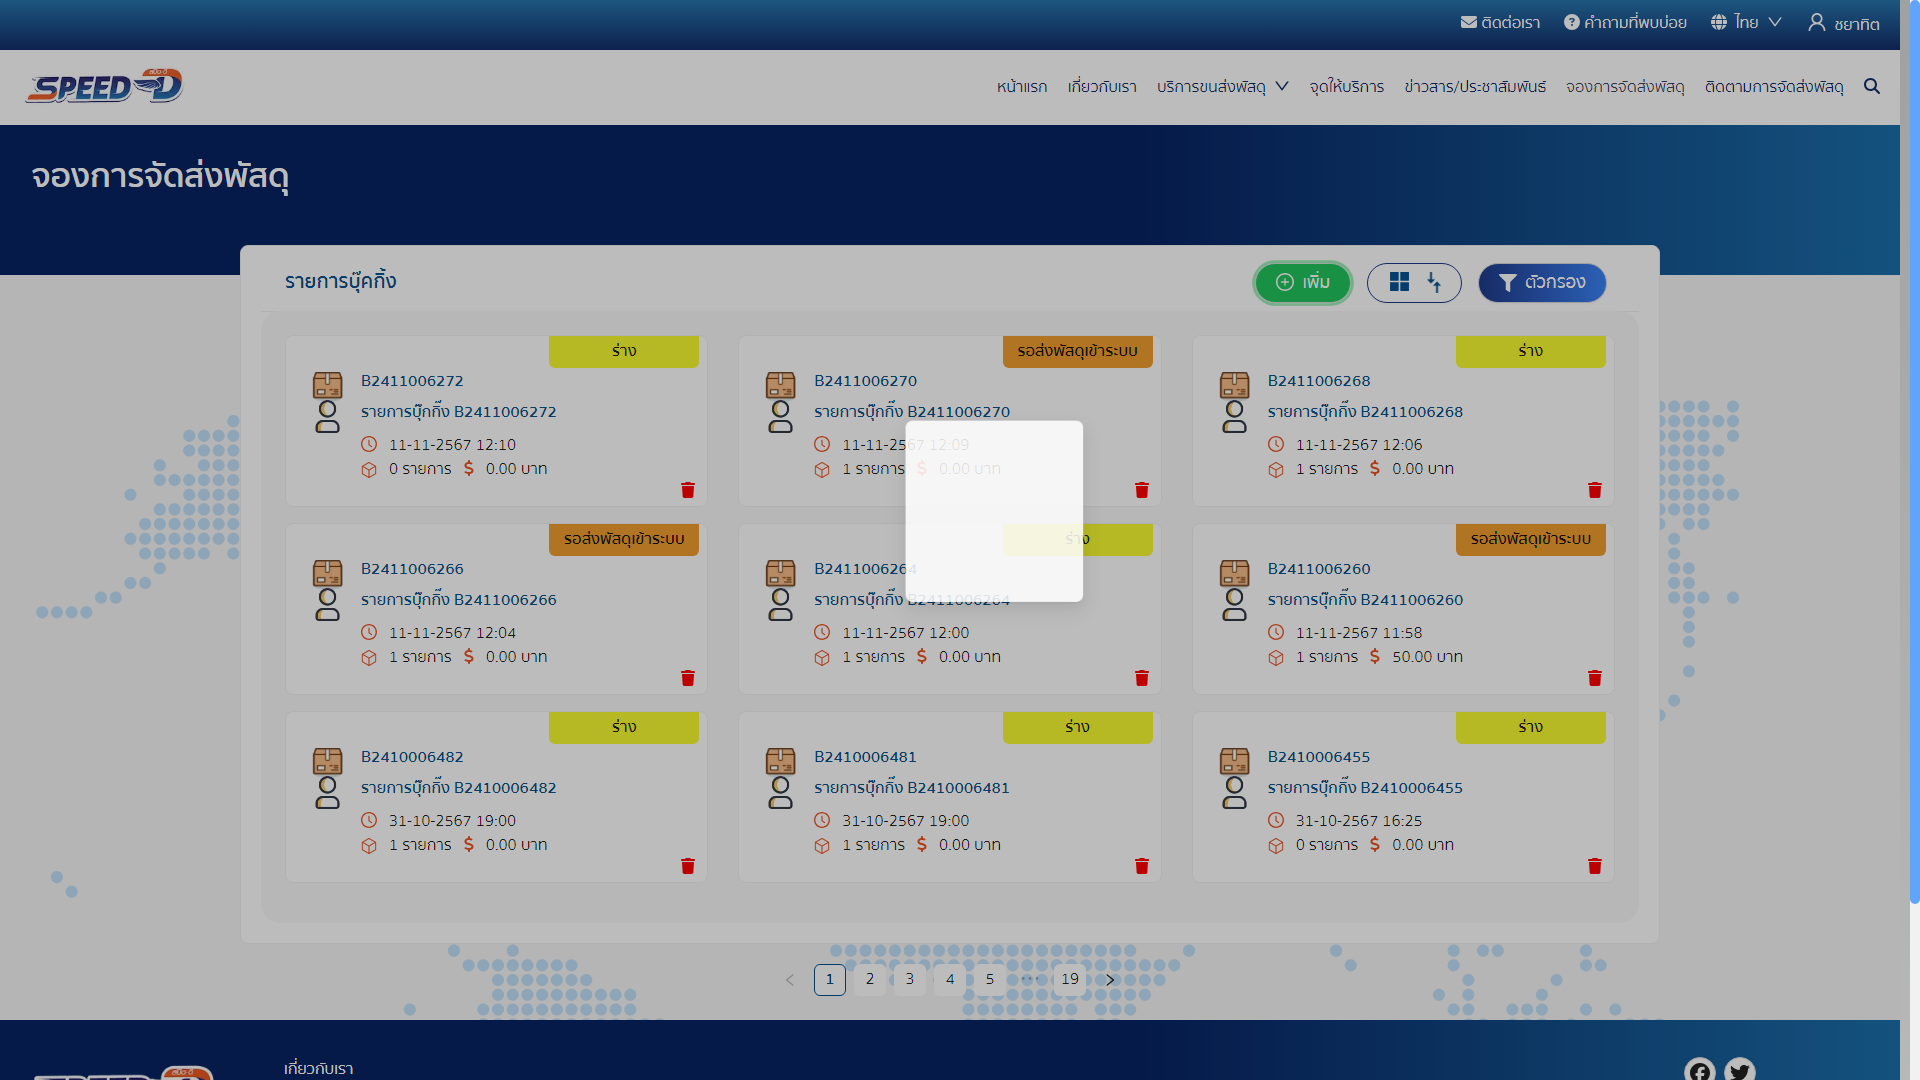 ติดต่อเรา คำถามที่พบบ่อย ไทย ชยาทิต
SPEED-D
หน้าแรก เกี่ยวกับเรา บริการขนส่งพัสดุ จุดให้บริการ ข่าวสาร/ประชาสัมพันธ์ จองการจัดส่งพัสดุ ติดตามการจัดส่งพัสดุ
จองการจัดส่งพัสดุ
รายการบุ๊คกิ้ง
เพิ่ม
ตัวกรอง
ร่าง
B2411006272
รายการบุ๊กกิ๊ง B2411006272
11-11-2567 12:10
0 รายการ $ 0.00 บาท
รอส่งพัสดุเข้าระบบ
B2411006270
รายการบุ๊กกิ๊ง B2411006270
11-11-2567 12:09
1 รายการ $ 0.00 บาท
ร่าง
B2411006268
รายการบุ๊กกิ๊ง B2411006268
11-11-2567 12:06
1 รายการ $ 0.00 บาท
รอส่งพัสดุเข้าระบบ
B2411006266
รายการบุ๊กกิ๊ง B2411006266
11-11-2567 12:04
1 รายการ $ 0.00 บาท
ร่าง
B2411006264
รายการบุ๊กกิ๊ง B2411006264
11-11-2567 12:00
1 รายการ $ 0.00 บาท
รอส่งพัสดุเข้าระบบ
B2411006260
รายการบุ๊กกิ๊ง B2411006260
11-11-2567 11:58
1 รายการ $ 50.00 บาท
ร่าง
B2410006482
รายการบุ๊กกิ๊ง B2410006482
31-10-2567 19:00
1 รายการ $ 0.00 บาท
ร่าง
B2410006481
รายการบุ๊กกิ๊ง B2410006481
31-10-2567 19:00
1 รายการ $ 0.00 บาท
ร่าง
B2410006455
รายการบุ๊กกิ๊ง B2410006455
31-10-2567 16:25
0 รายการ $ 0.00 บาท
1 2 3 4 5 ••• 19
เกี่ยวกับเรา